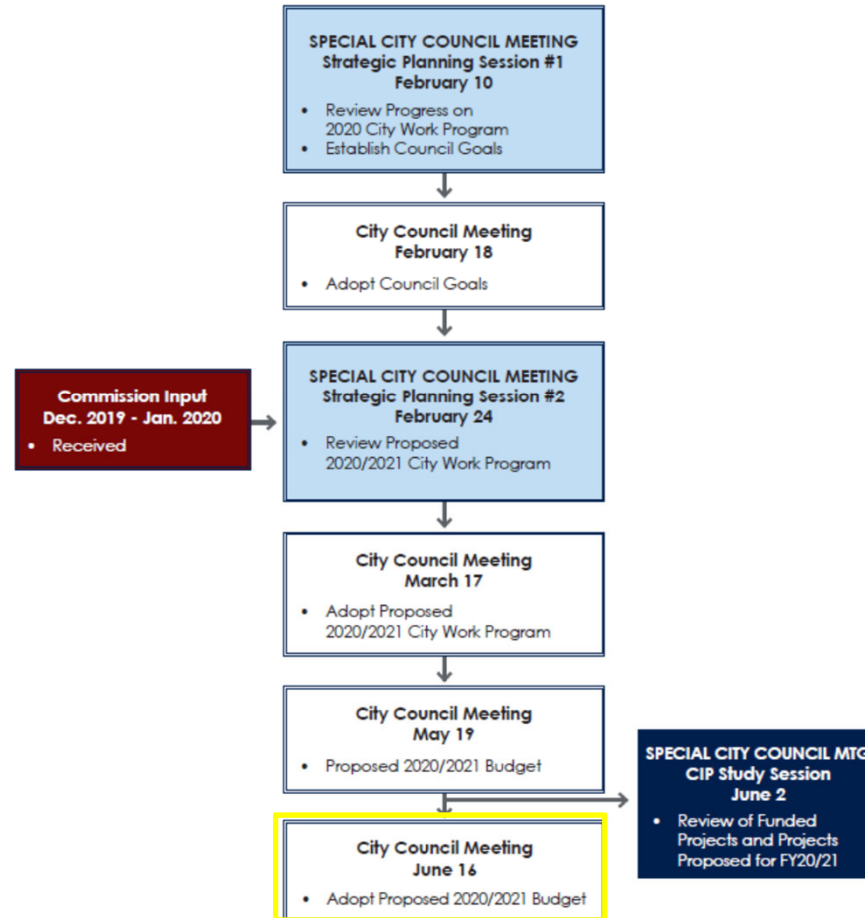 SPECIAL CITY COUNCIL MEETING
Strategic Planning Session #1
February 10
• Review Progress on
2020 City Work Program
• Establish Council Goals
City Council Meeting
February 18
• Adopt Council Goals
Commission Input
Dec. 2019 - Jan. 2020
• Received
SPECIAL CITY COUNCIL MEETING
Strategic Planning Session #2
February 24
• Review Proposed
2020/2021 City Work Program
City Council Meeting
March 17
• Adopt Proposed
2020/2021 City Work Program
City Council Meeting
May 19
• Proposed 2020/2021 Budget
SPECIAL CITY COUNCIL MTG
CIP Study Session
June 2
• Review of Funded
Projects and Projects
Proposed for FY20/21
City Council Meeting
June 16
• Adopt Proposed 2020/2021 Budget